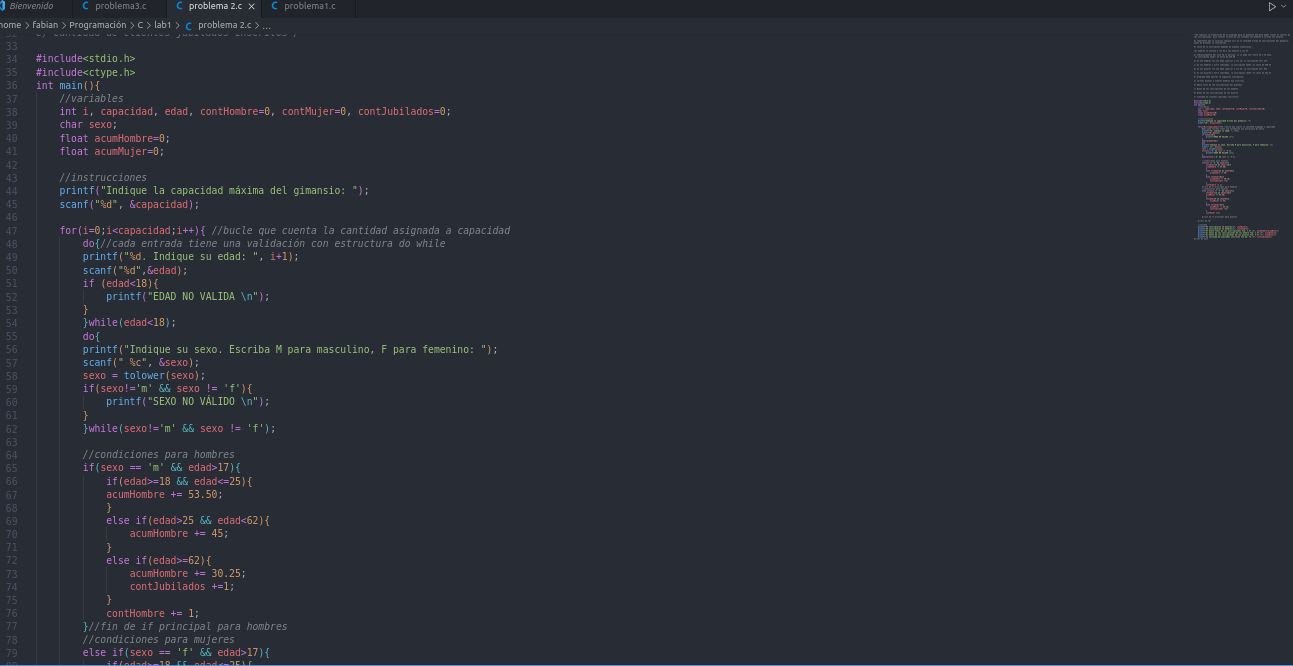 Bienvenido
C problema3.c
C problema 2.c ×
C problema1.c
home > fabian > Programación > C > lab1 > C problema 2.c > ...
33
34 #include<stdio.h>
35 #include<ctype.h>
36 int main(){
37 //variables
38 int i, capacidad, edad, contHombre=0, contMujer=0, contJubilados=0;
39 char sexo;
40 float acumHombre=0;
41 float acumMujer=0;
42
43 //instrucciones
44 printf("Indique la capacidad máxima del gimansio: ");
45 scanf("%d", &capacidad);
46
47 for(i=0;i<capacidad;i++){ //bucle que cuenta la cantidad asignada a capacidad
48 do{//cada entrada tiene una validación con estructura do while
49 printf("%d. Indique su edad: ", i+1);
50 scanf("%d",&edad);
51 if (edad<18){
52 printf("EDAD NO VALIDA \n");
53 }
54 }while(edad<18);
55 do{
56 printf("Indique su sexo. Escriba M para masculino, F para femenino: ");
57 scanf(" %c", &sexo);
58 sexo = tolower(sexo);
59 if(sexo!='m' && sexo != 'f'){
60 printf("SEXO NO VÁLIDO \n");
61 }
62 }while(sexo!='m' && sexo != 'f');
63
64 //condiciones para hombres
65 if(sexo == 'm' && edad>17){
66 if(edad>=18 && edad<=25){
67 acumHombre += 53.50;
68 }
69 else if(edad>25 && edad<62){
70 acumHombre += 45;
71 }
72 else if(edad>=62){
73 acumHombre += 30.25;
74 contJubilados +=1;
75 }
76 contHombre += 1;
77 }//fin de if principal para hombres
78 //condiciones para mujeres
79 else if(sexo == 'f' && edad>17){
80 if(edad>=18 && edad<=25){